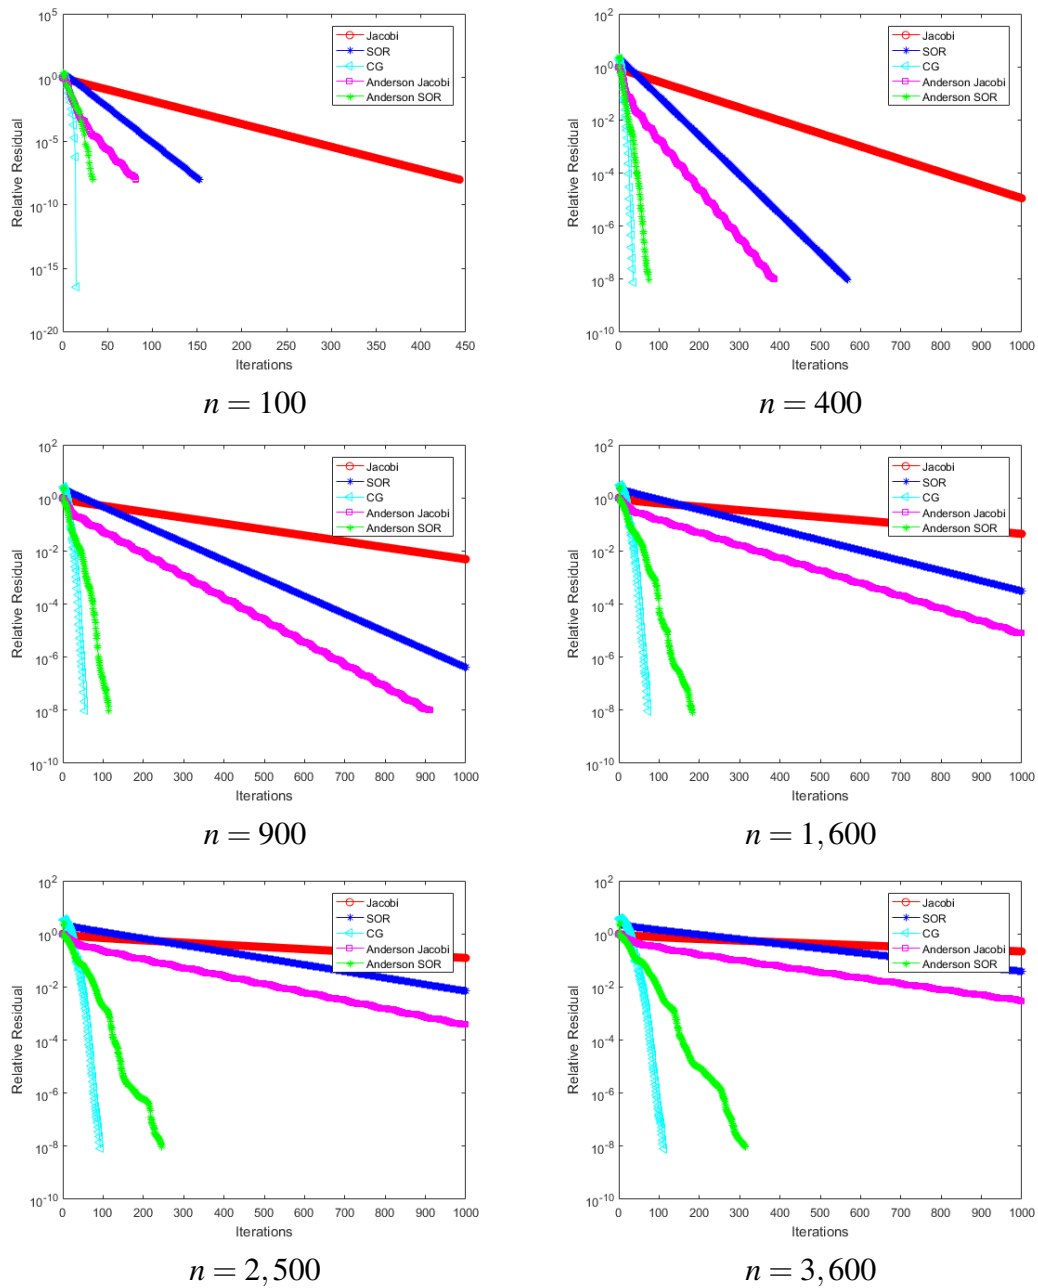 10^5
10^0
10^-5
10^-10
10^-15
10^-20
Relative Residual
Jacobi
SOR
CG
Anderson Jacobi
Anderson SOR
0 50 100 150 250 350 250 350 400 450
Iterations
n = 100
10^2
10^0
10^-2
10^-4
10^-6
10^-8
10^-10
Relative Residual
Jacobi
SOR
CG
Anderson Jacobi
Anderson SOR
0 100 200 300 400 500 600 700 800 900 1000
Iterations
n = 400
10^2
10^0
10^-2
10^-4
10^-6
10^-8
10^-10
Relative Residual
Jacobi
SOR
CG
Anderson Jacobi
Anderson SOR
0 100 200 300 400 500 600 700 800 900 1000
Iterations
n = 900
10^2
10^0
10^-2
10^-4
10^-6
10^-8
10^-10
Relative Residual
Jacobi
SOR
CG
Anderson Jacobi
Anderson SOR
0 100 200 300 400 500 600 700 800 900 1000
Iterations
n = 1,600
10^2
10^0
10^-2
10^-4
10^-6
10^-8
10^-10
Relative Residual
Jacobi
SOR
CG
Anderson Jacobi
Anderson SOR
0 100 200 300 400 500 600 700 800 900 1000
Iterations
n = 2,500
10^2
10^0
10^-2
10^-4
10^-6
10^-8
10^-10
Relative Residual
Jacobi
SOR
CG
Anderson Jacobi
Anderson SOR
0 100 200 300 400 500 600 700 800 900 1000
Iterations
n = 3,600